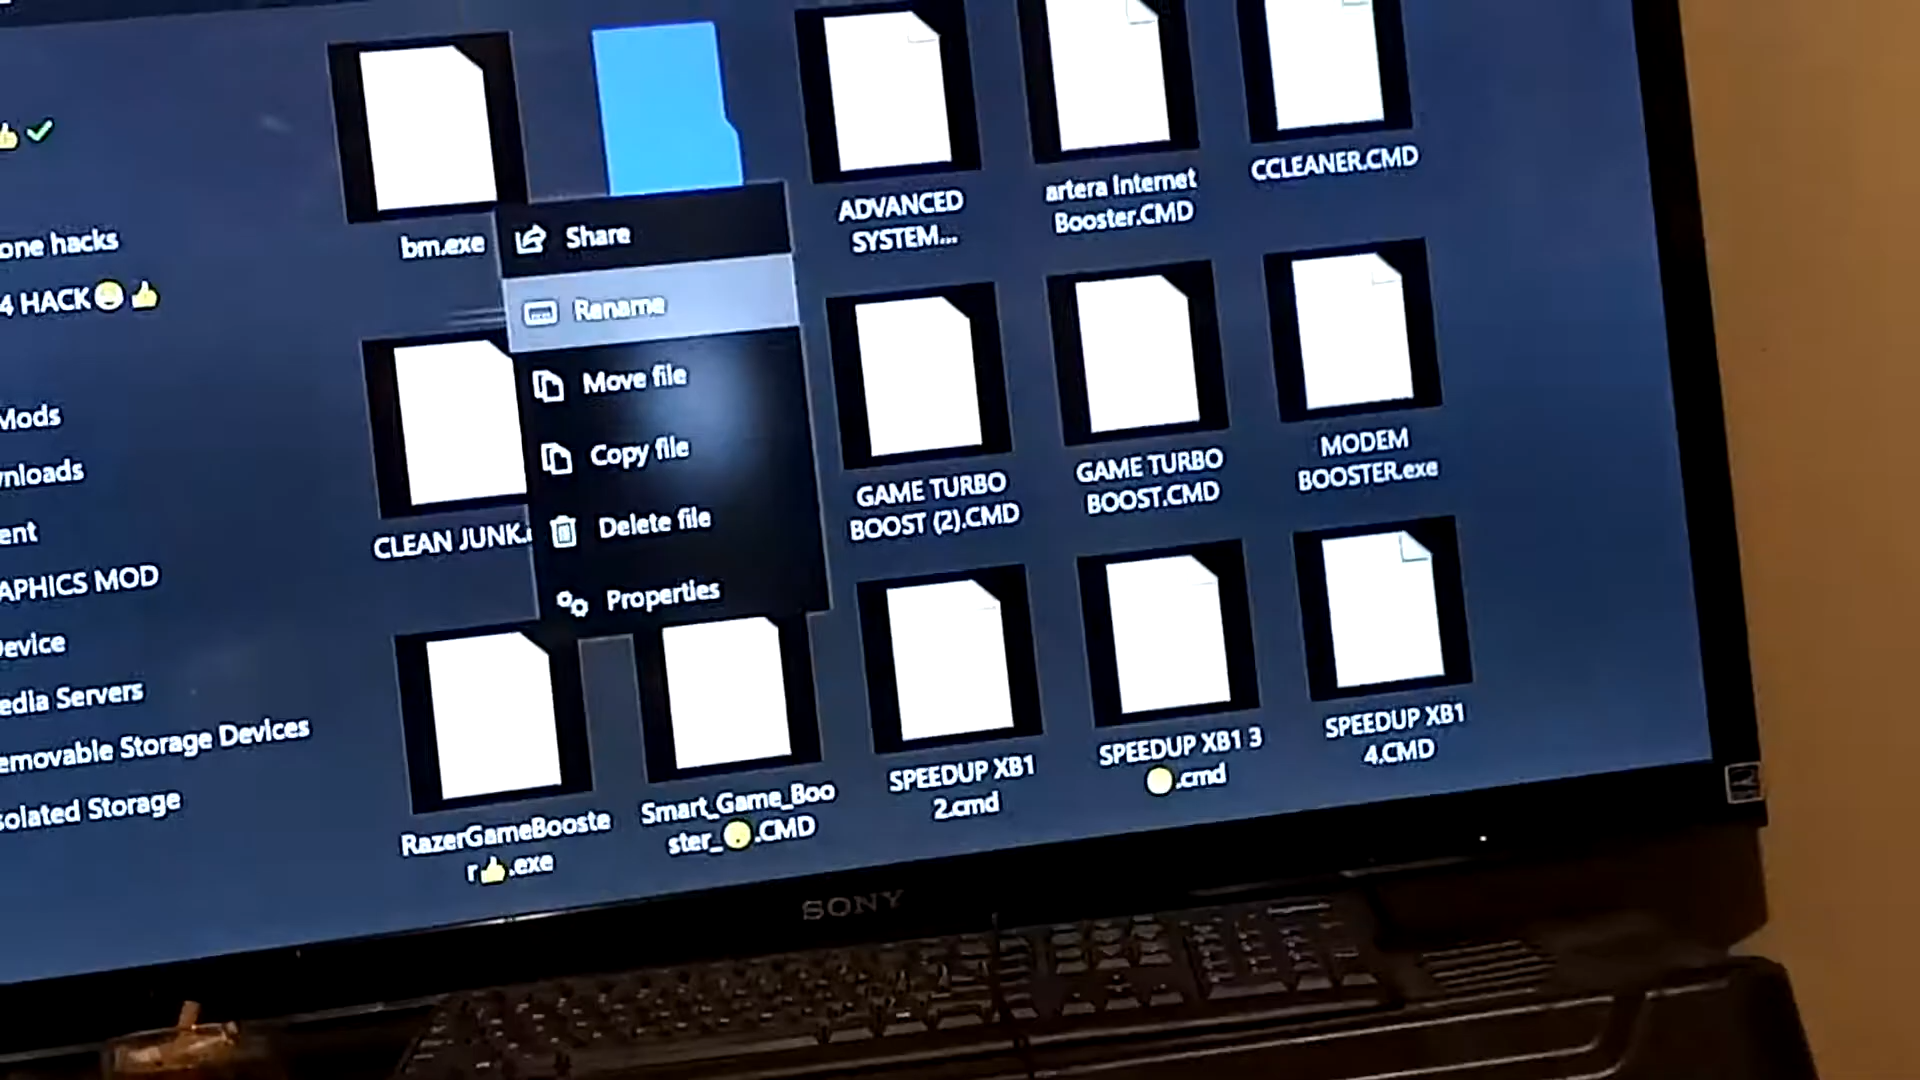 one hacks
4 HACK😀👍
Mods
wnloads
ent
APHICS MOD
Device
edia Servers
emovable Storage Devices
solated Storage
bm.exe
Share
Rename
Move file
Copy file
Delete file
Properties
ADVANCED
SYSTEM...
artera Internet
Booster.CMD
CCLEANER.CMD
CLEAN JUNK.
GAME TURBO
BOOST (2).CMD
GAME TURBO
BOOST.CMD
MODEM
BOOSTER.exe
RazerGameBooste
r👍.exe
Smart_Game_Boo
ster_😮.CMD
SPEEDUP XB1
2.cmd
SPEEDUP XB1 3
.cmd
SPEEDUP XB1
4.CMD
SONY